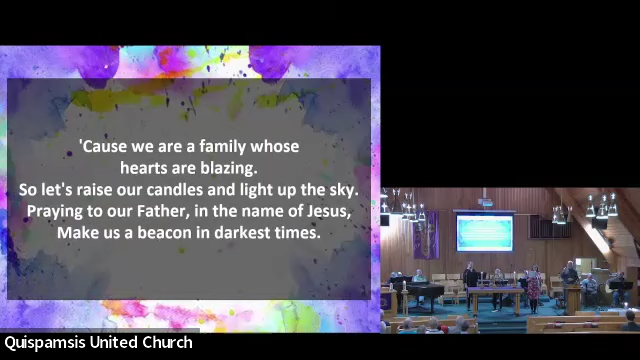 'Cause we are a family whose
hearts are blazing.
So let's raise our candles and light up the sky.
Praying to our Father, in the name of Jesus,
Make us a beacon in darkest times.
Quispamsis United Church